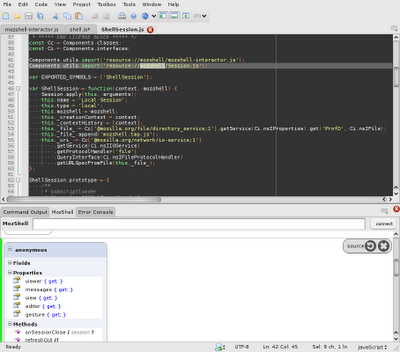 File Edit Code View Project Toolbox Tools Window Help
mozshell-interactor.js shell.js* ShellSession.js
37 ***** END LICENSE BLOCK ***** */
const Cc = Components.classes;
const Ci = Components.interfaces;
Components.utils.import('resource://mozshell/mozshell-interactor.js');
Components.utils.import('resource://mozshell/Session.js');
var EXPORTED_SYMBOLS = ['ShellSession'];
var ShellSession = function(context, mozshell) {
Session.apply(this, arguments);
this.name = 'Local Session';
this.type = 'local';
this.mozshell = mozshell;
this._creationContext = context;
this._contextHistory = [context];
this._file_ = Cc['@mozilla.org/file/directory_service;1'].getService(Ci.nsIProperties).get('ProfD', Ci.nsIFile);
this._file_.append('mozshell.tmp.js');
this._uri_ = Cc['@mozilla.org/network/io-service;1']
.getService(Ci.nsIIOService)
.getProtocolHandler('file')
.QueryInterface(Ci.nsIFileProtocolHandler)
.getURLSpecFromFile(this._file_);
};
ShellSession.prototype = {
/**
* subscriptloader
Command Output MozShell Error Console
MozShell connect
anonymous source
Fields
Properties
viewer { get; }
messages { get; }
view { get; }
editor { get; }
gesture { get; }
Methods
onSessionClose ( session )
refreshGUI ()
Ready UTF-8 Ln: 42 Col: 45 Sel: 8 ch, 1 ln JavaScript